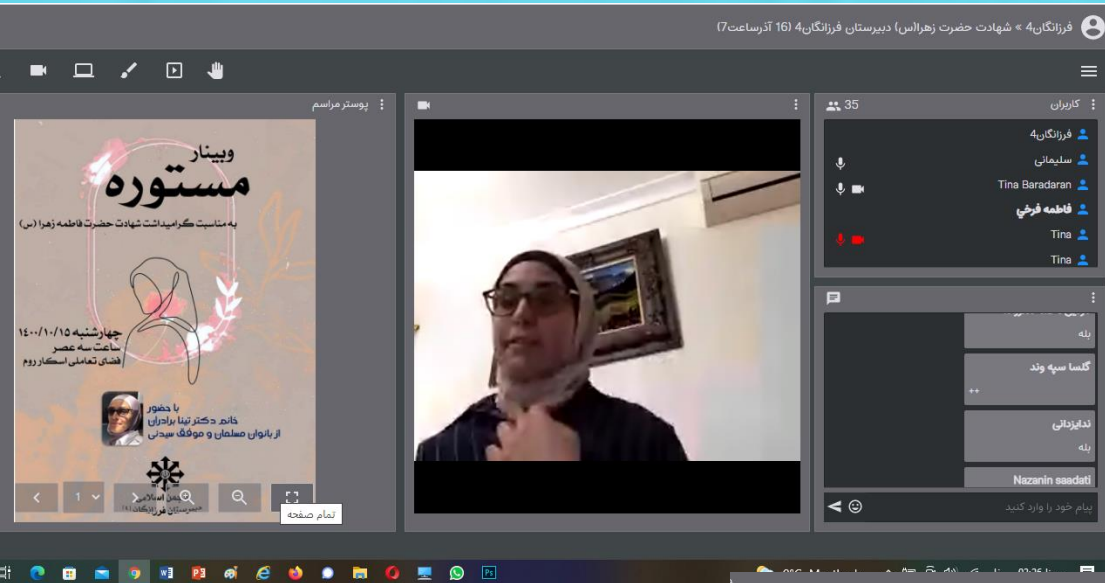 فرزانگان4 » شهادت حضرت زهرا(س) دبیرستان فرزانگان4 (16 آذرساعت7)
پوستر مراسم
وبینار
مستوره
به مناسبت گرامیداشت شهادت حضرت فاطمه زهرا (س)
چهارشنبه ۱٤۰۰/۱۰/۱۵
ساعت سه عصر
فضای تعاملی اسکار روم
با حضور
خانم دکتر تینا برادران
از بانوان مسلمان و موفق سیدنی
1
تمام صفحه
کاربران
35
فرزانگان4
سلیمانی
Tina Baradaran
فاطمه فرخي
Tina
Tina
بله
گلسا سپه وند
++
ندایزدانی
بله
Nazanin saadati
پیام خود را وارد کنید